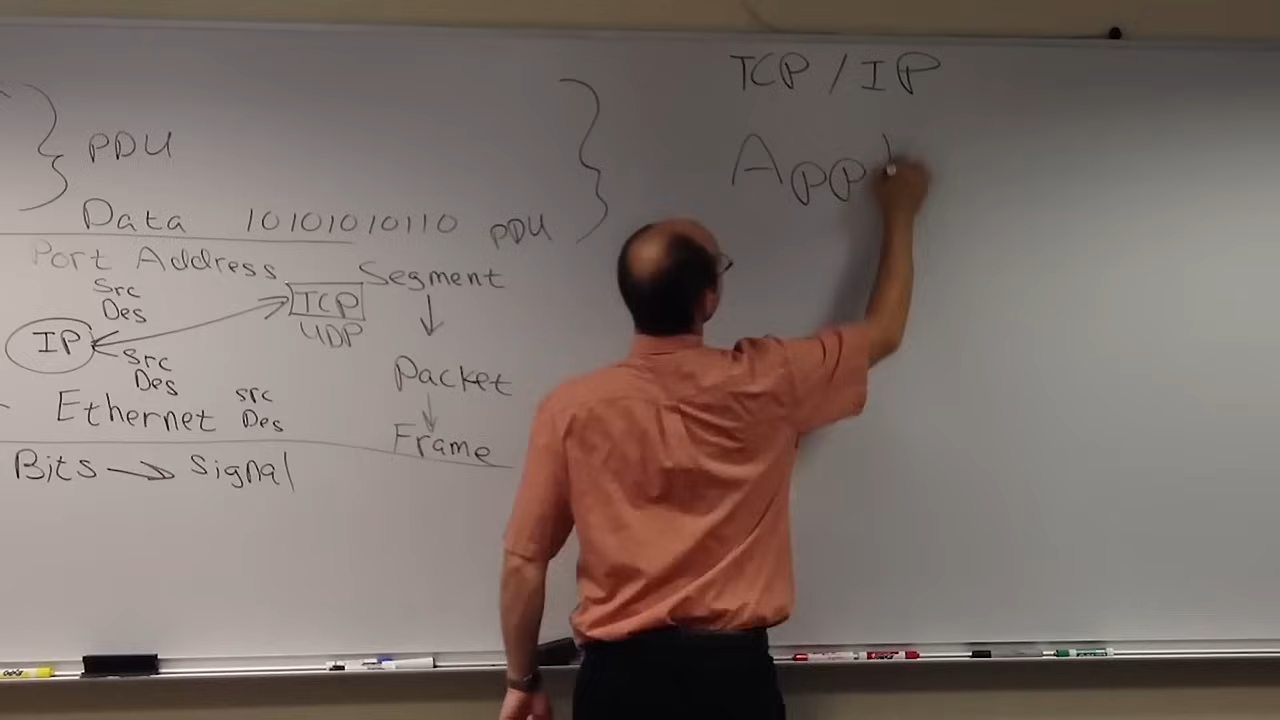 TCP / IP
Appl
PDU
Data 10101010110 PDU
Port Address Segment
Src
Des
TCP
UDP
IP
Src
Des
Packet
Ethernet src
Des
Frame
Bits → Signal